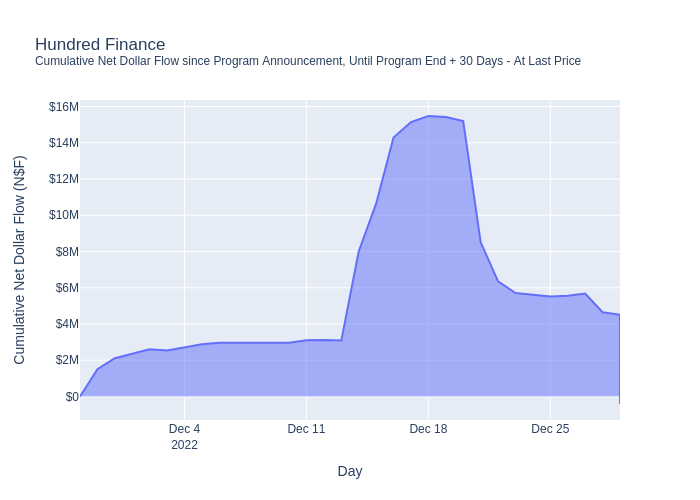 Hundred Finance
Cumulative Net Dollar Flow since Program Announcement, Until Program End + 30 Days - At Last Price
Cumulative Net Dollar Flow (N$F)
$16M
$14M
$12M
$10M
$8M
$6M
$4M
$2M
$0
Dec 4
2022
Dec 11
Dec 18
Dec 25
Day